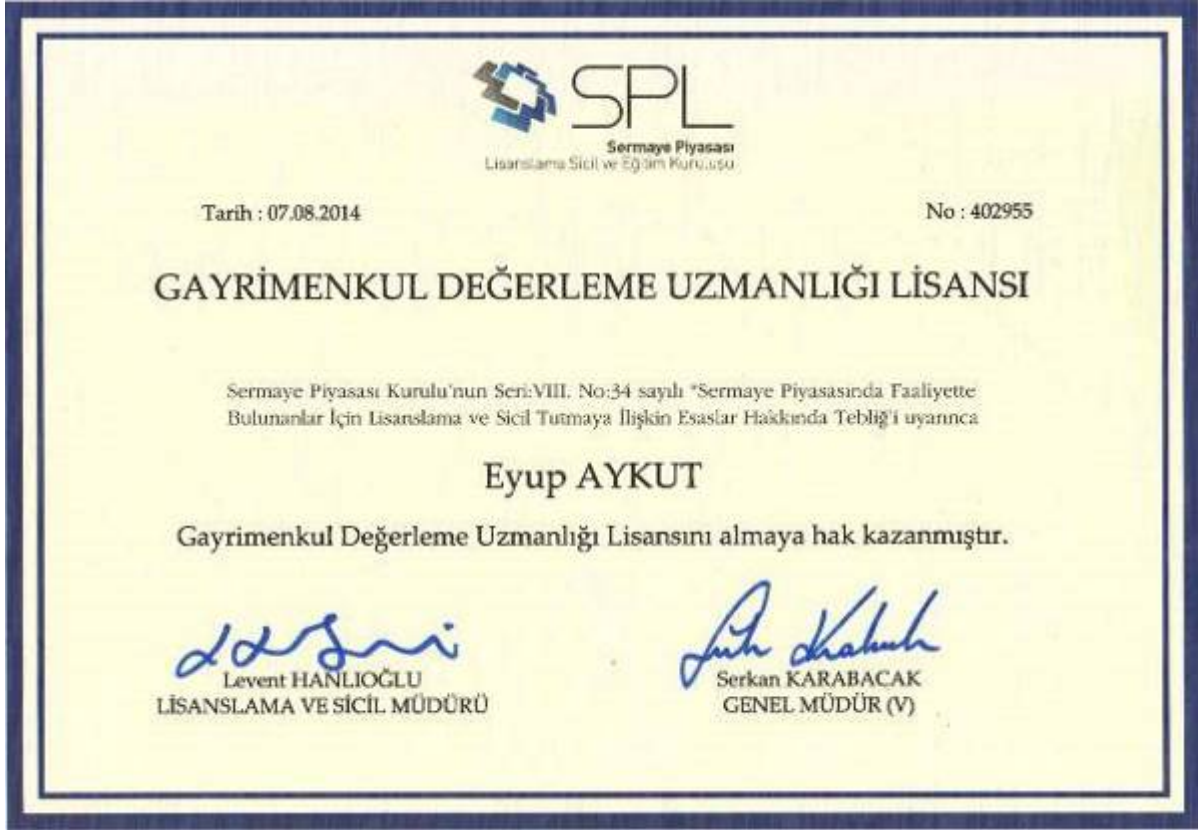 SPL
Sermaye Piyasası
Lisanslama Sicil ve Eğitim Kuruluşu
Tarih : 07.08.2014
No : 402955
GAYRİMENKUL DEĞERLEME UZMANLIĞI LİSANSI
Sermaye Piyasası Kurulu'nun Seri:VIII. No:34 sayılı "Sermaye Piyasasında Faaliyette
Bulunanlar İçin Lisanslama ve Sicil Tutmaya İlişkin Esaslar Hakkında Tebliğ'i uyarınca
Eyup AYKUT
Gayrimenkul Değerleme Uzmanlığı Lisansını almaya hak kazanmıştır.
Levent HANLIOĞLU
LİSANSLAMA VE SİCİL MÜDÜRÜ
Serkan KARABACAK
GENEL MÜDÜR (V)